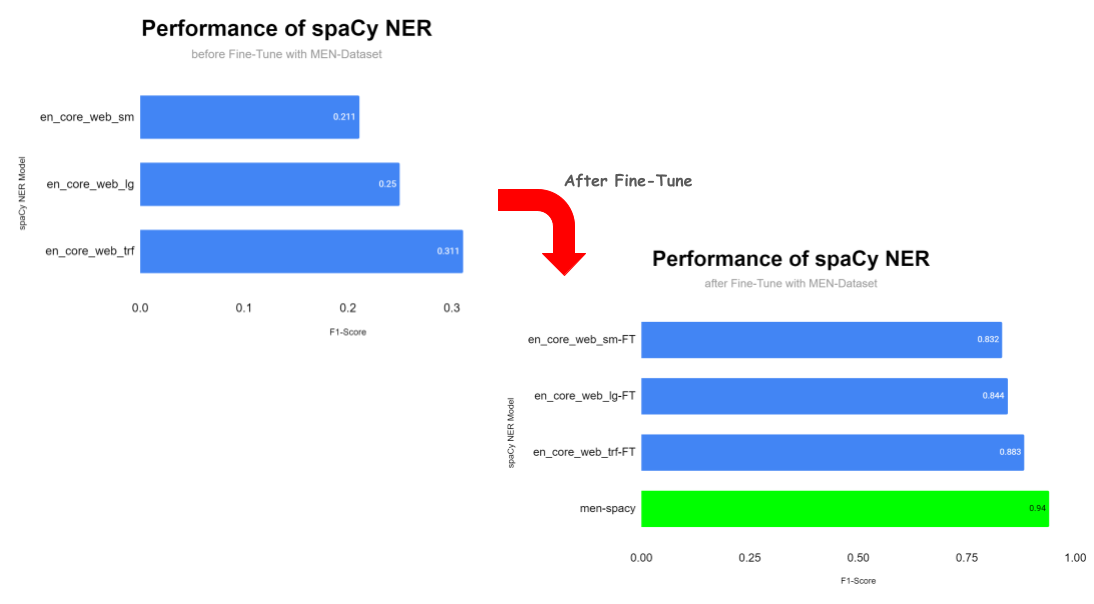 Performance of spaCy NER
before Fine-Tune with MEN-Dataset
spaCy NER Model
en_core_web_sm
0.211
en_core_web_lg
0.25
en_core_web_trf
0.311
0.0 0.1 0.2 0.3
F1-Score
After Fine-Tune
Performance of spaCy NER
after Fine-Tune with MEN-Dataset
spaCy NER Model
en_core_web_sm-FT
0.832
en_core_web_lg-FT
0.844
en_core_web_trf-FT
0.883
men-spacy
0.94
0.00 0.25 0.50 0.75 1.00
F1-Score